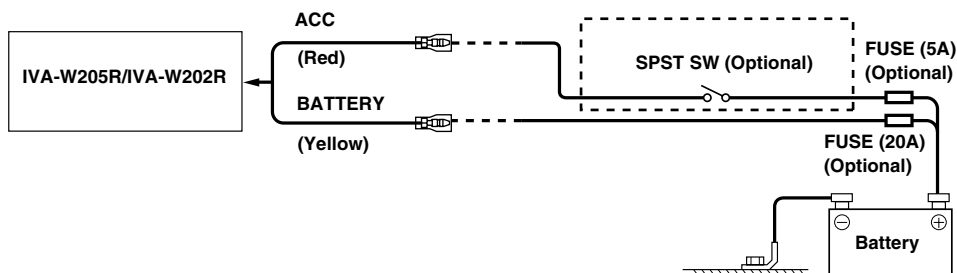 ACC
(Red)
IVA-W205R/IVA-W202R
BATTERY
(Yellow)
SPST SW (Optional)
FUSE (5A)
(Optional)
FUSE (20A)
(Optional)
Battery